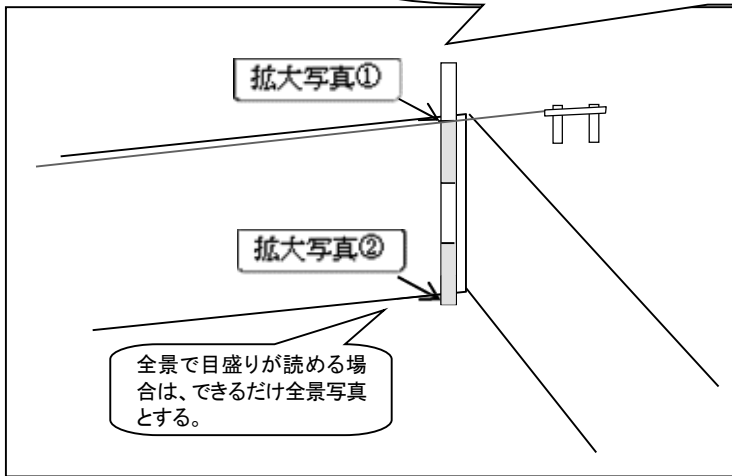 拡大写真①
拡大写真②
全景で目盛りが読める場
合は、できるだけ全景写真
とする。